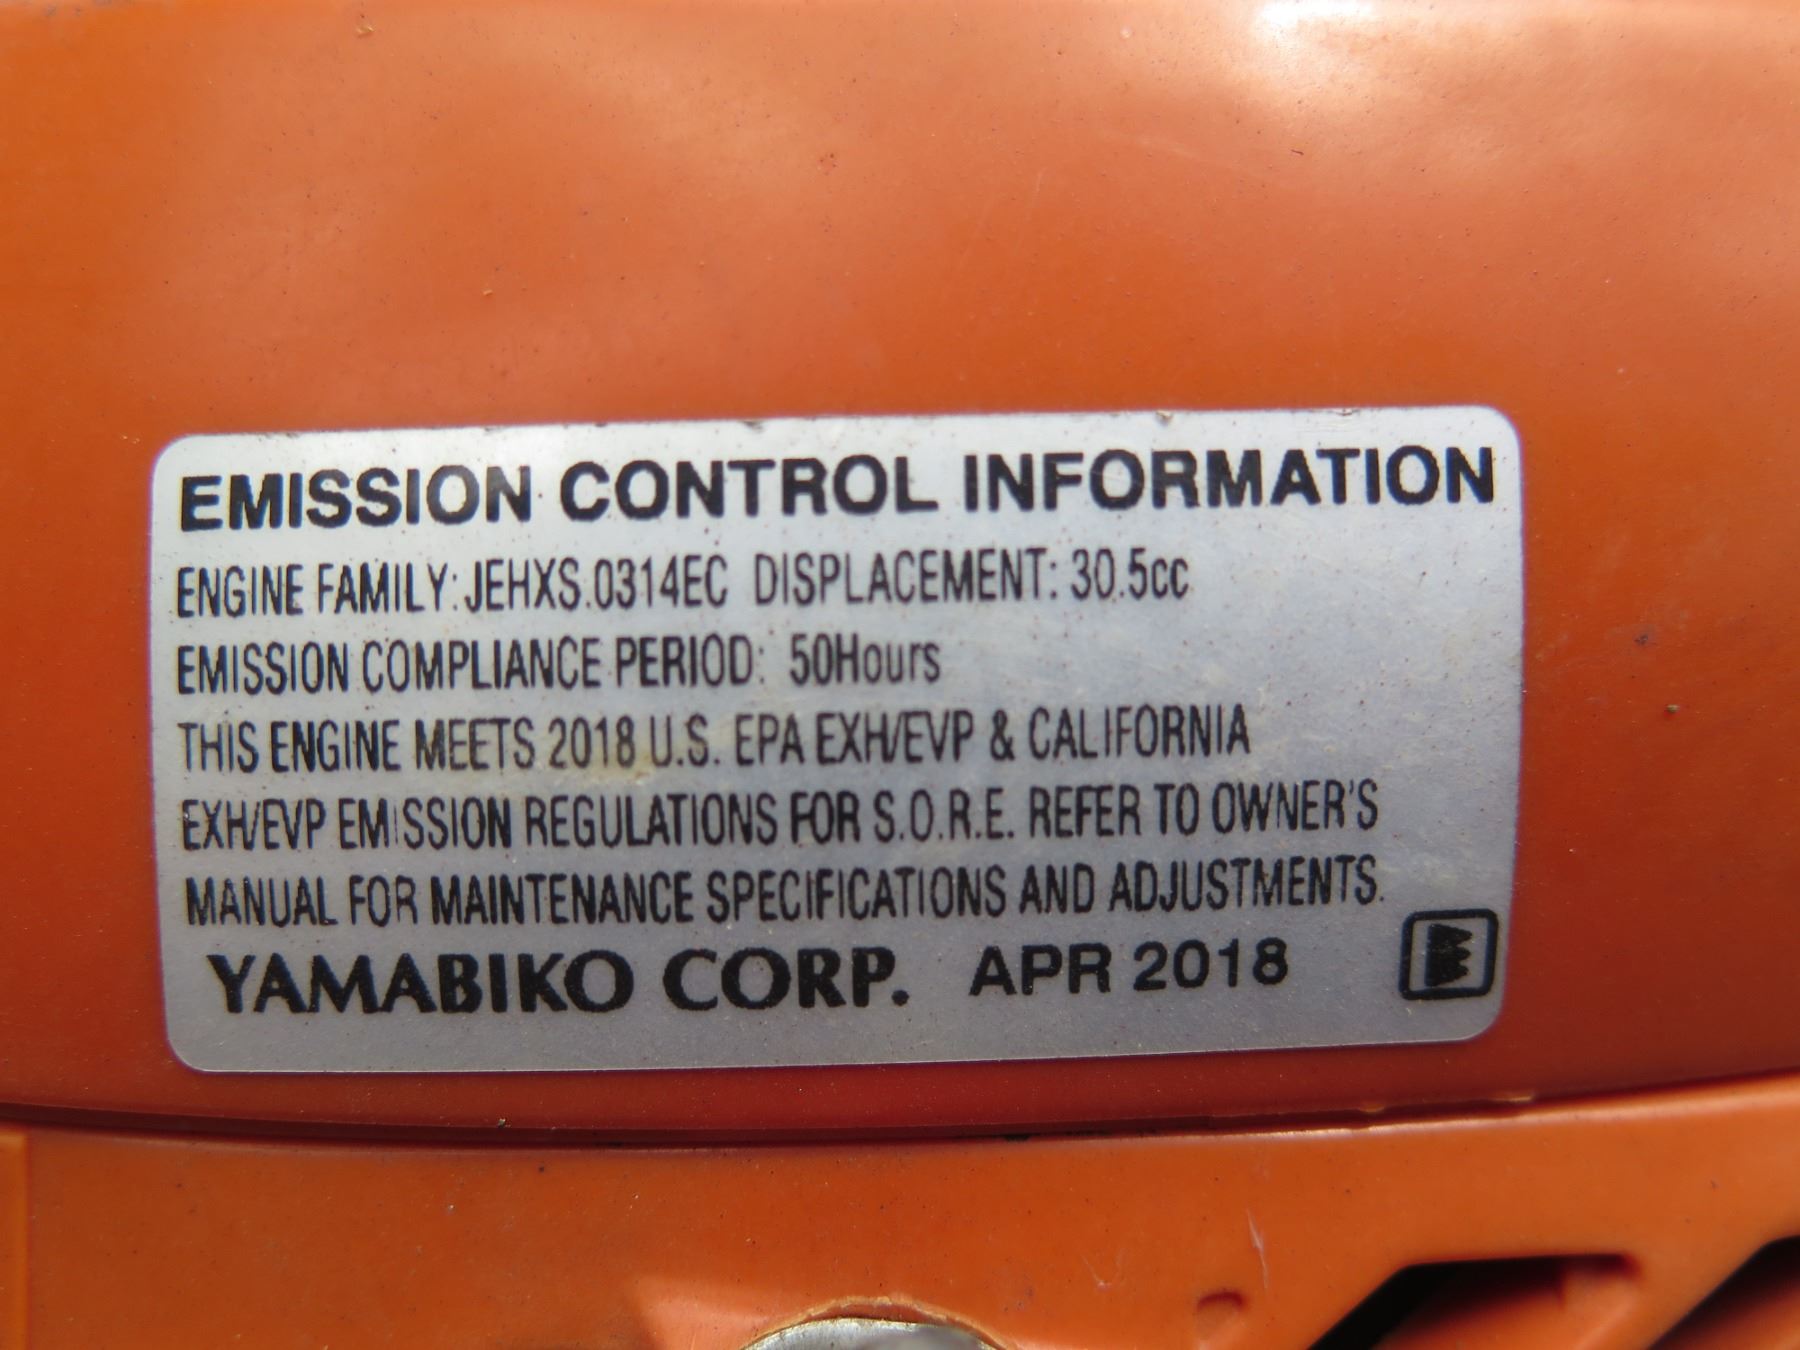 EMISSION CONTROL INFORMATION
ENGINE FAMILY: JEHXS.0314EC DISPLACEMENT: 30.5cc
EMISSION COMPLIANCE PERIOD: 50Hours
THIS ENGINE MEETS 2018 U.S. EPA EXH/EVP & CALIFORNIA
EXH/EVP EMISSION REGULATIONS FOR S.O.R.E. REFER TO OWNER'S
MANUAL FOR MAINTENANCE SPECIFICATIONS AND ADJUSTMENTS.
YAMABIKO CORP. APR 2018